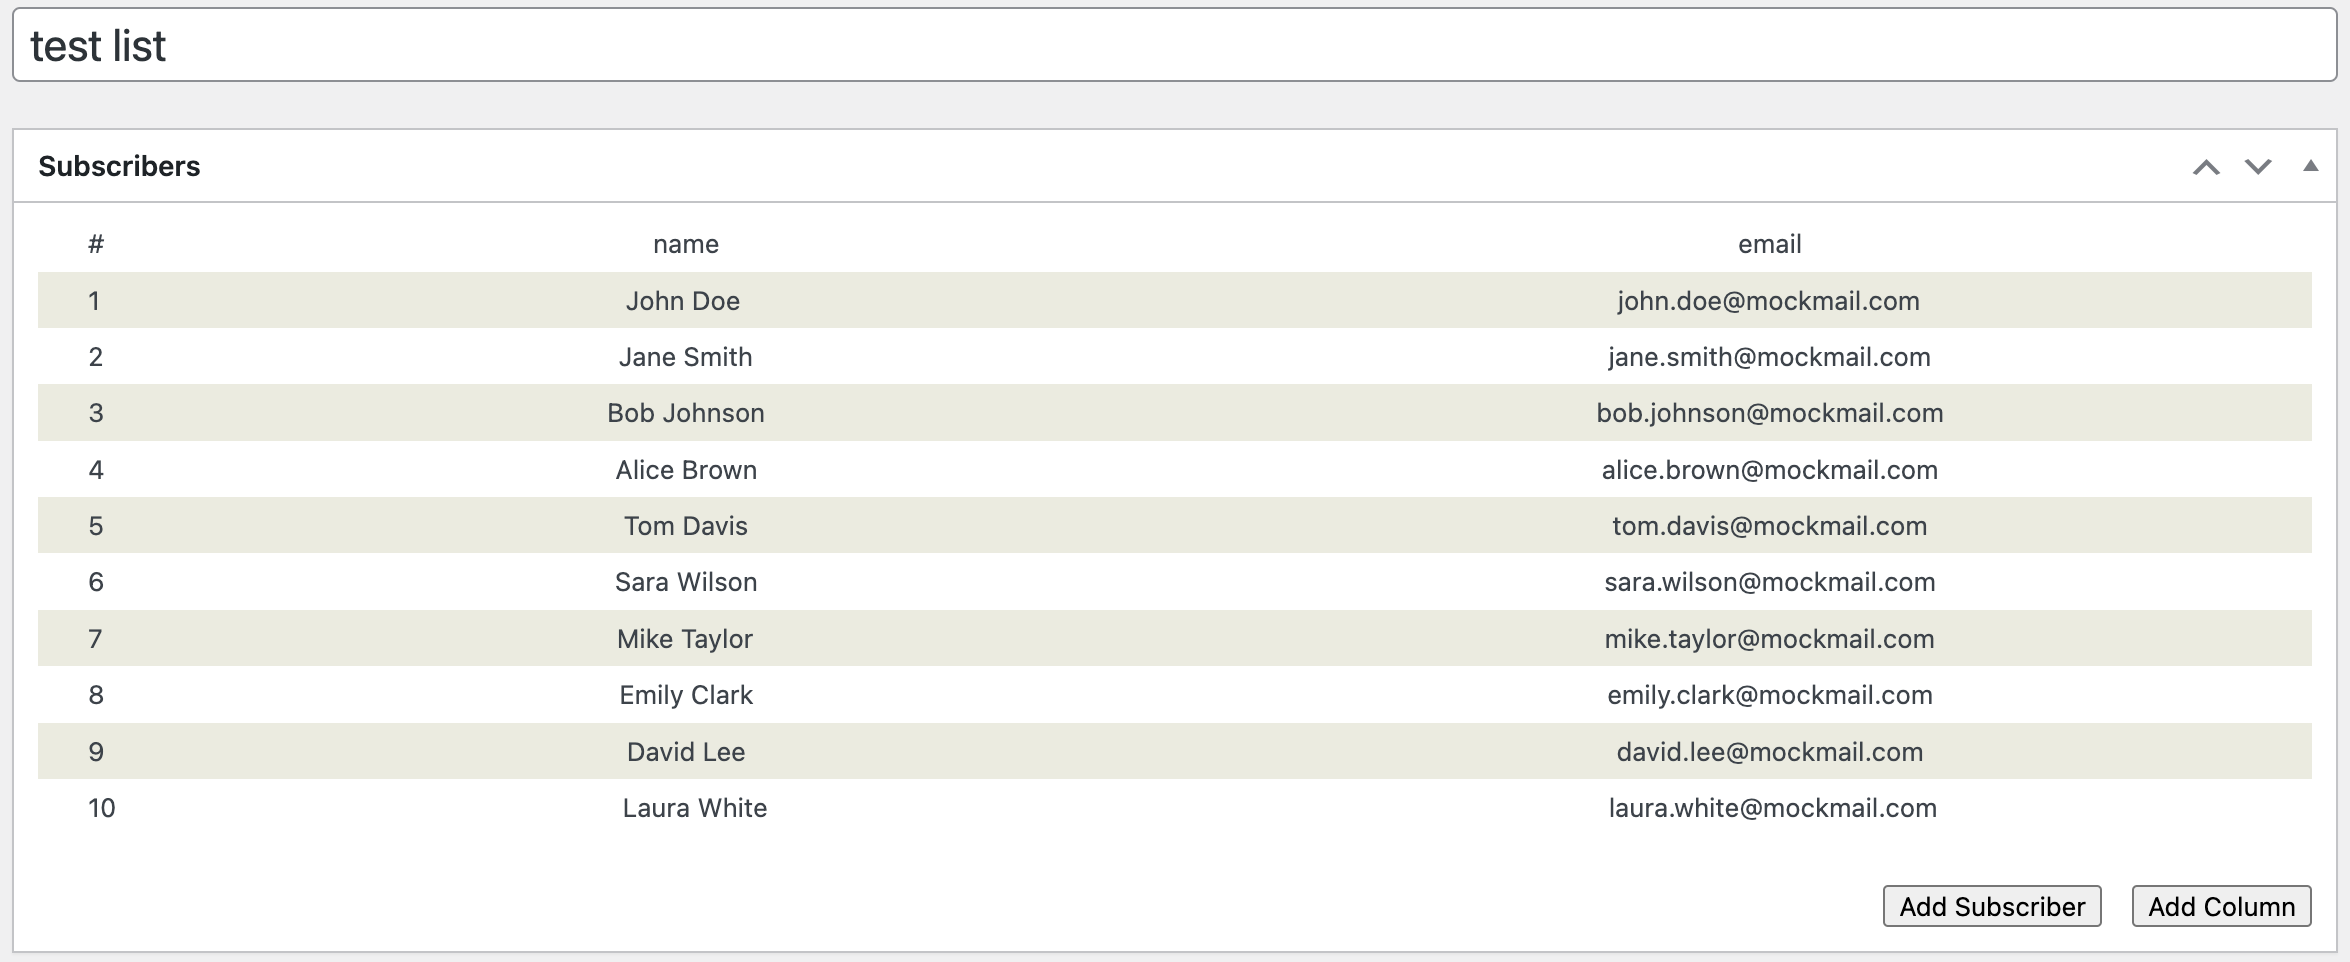 test list
Subscribers
# name email
1 John Doe john.doe@mockmail.com
2 Jane Smith jane.smith@mockmail.com
3 Bob Johnson bob.johnson@mockmail.com
4 Alice Brown alice.brown@mockmail.com
5 Tom Davis tom.davis@mockmail.com
6 Sara Wilson sara.wilson@mockmail.com
7 Mike Taylor mike.taylor@mockmail.com
8 Emily Clark emily.clark@mockmail.com
9 David Lee david.lee@mockmail.com
10 Laura White laura.white@mockmail.com
Add Subscriber Add Column